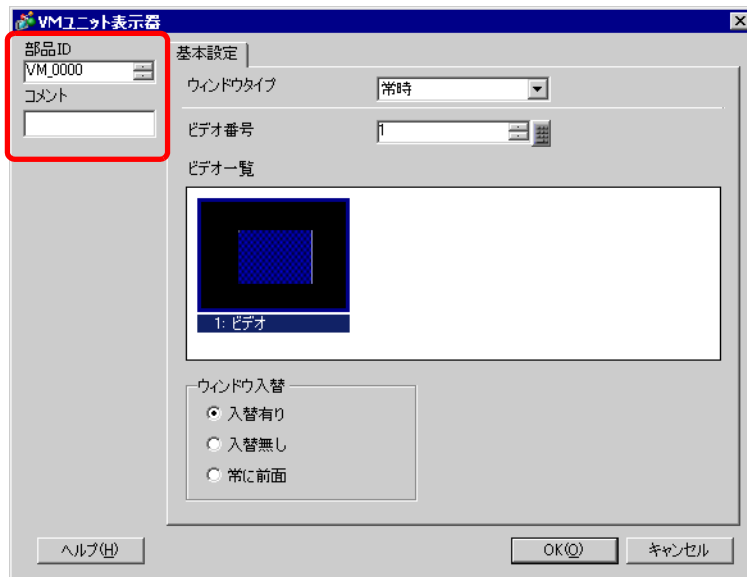 VMユニット表示器
部品ID
VM_0000
コメント
基本設定
ウィンドウタイプ
常時
ビデオ番号
1
ビデオ一覧
1: ビデオ
ウィンドウ入替
入替有り
入替無し
常に前面
ヘルプ(H)
OK(O)
キャンセル